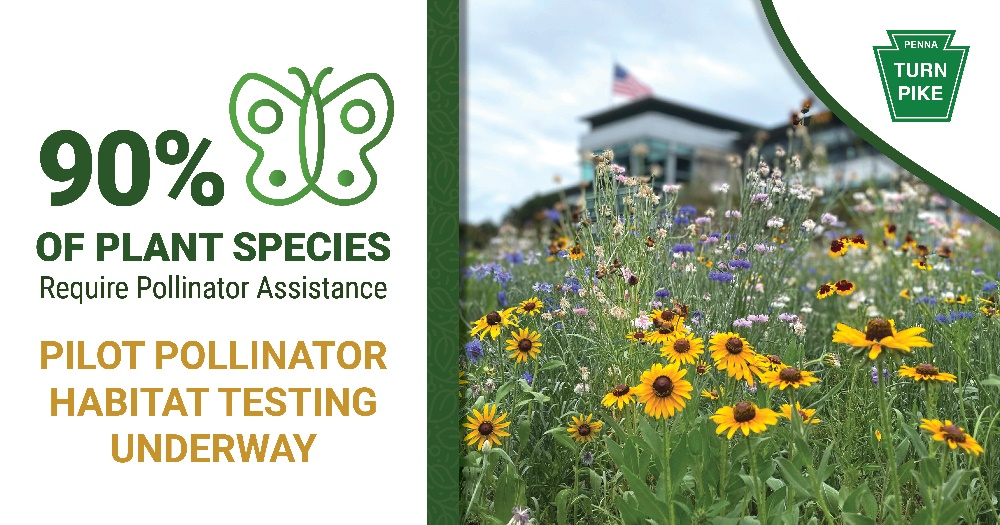 90%
OF PLANT SPECIES
Require Pollinator Assistance
PILOT POLLINATOR
HABITAT TESTING
UNDERWAY
PENNA
TURN
PIKE